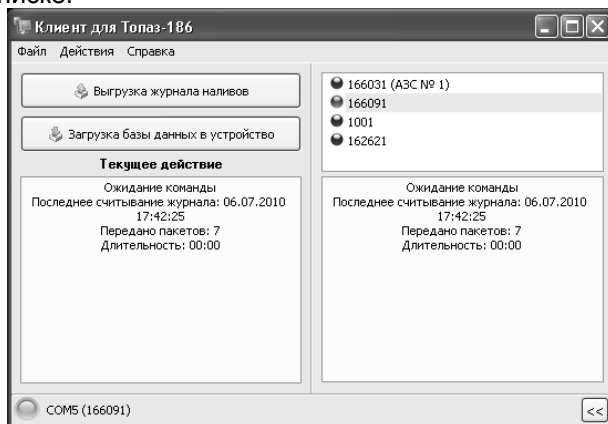 Клиент для Топаз-186
Файл Действия Справка
Выгрузка журнала наливов
Загрузка базы данных в устройство
Текущее действие
Ожидание команды
Последнее считывание журнала: 06.07.2010
17:42:25
Передано пакетов: 7
Длительность: 00:00
166031 (АЗС № 1)
166091
1001
162621
Ожидание команды
Последнее считывание журнала: 06.07.2010
17:42:25
Передано пакетов: 7
Длительность: 00:00
COM5 (166091)
<<